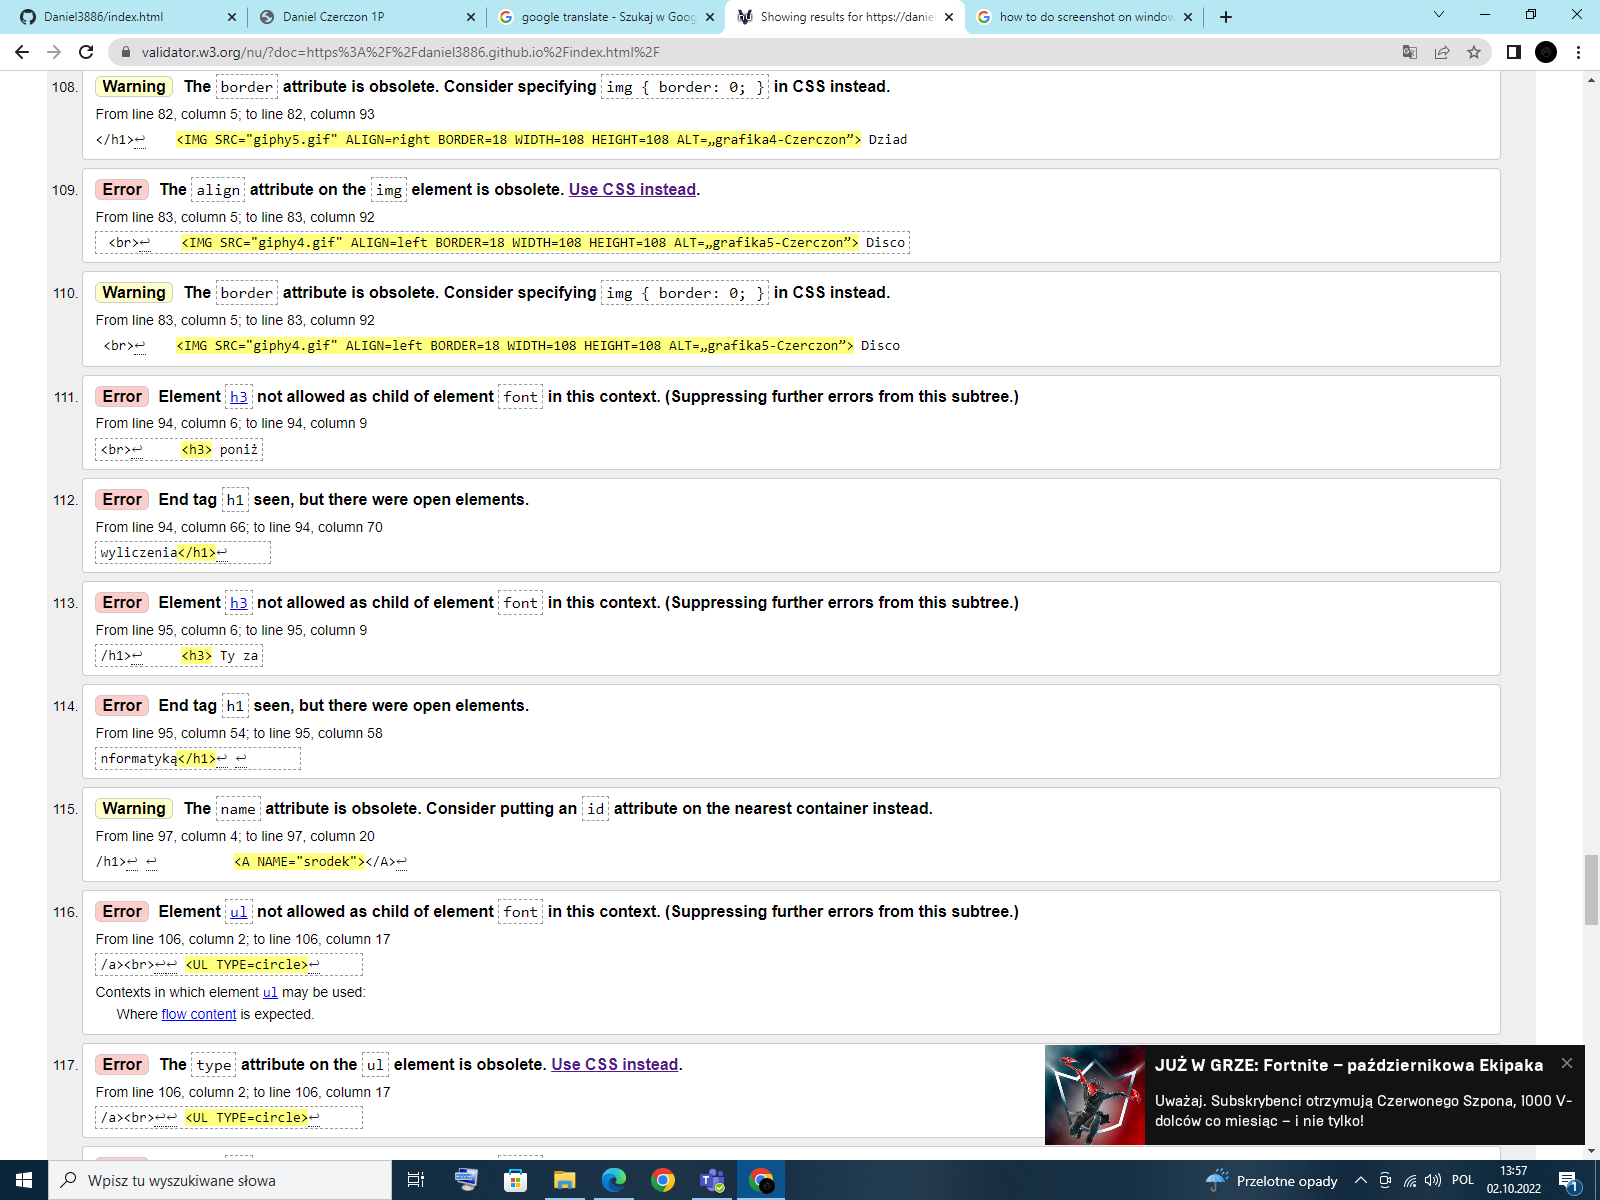 Daniel3886/index.html
Daniel Czerczon 1P
google translate - Szukaj w Goog
Showing results for https://daniel
how to do screenshot on window
validator.w3.org/nu/?doc=https%3A%2F%2Fdaniel3886.github.io%2Findex.html%2F
108. Warning The border attribute is obsolete. Consider specifying img { border: 0; } in CSS instead.
From line 82, column 5; to line 82, column 93
</h1>↩ <IMG SRC="giphy5.gif" ALIGN=right BORDER=18 WIDTH=108 HEIGHT=108 ALT=„grafika4-Czerczon”> Dziad
109. Error The align attribute on the img element is obsolete. Use CSS instead.
From line 83, column 5; to line 83, column 92
<br>↩ <IMG SRC="giphy4.gif" ALIGN=left BORDER=18 WIDTH=108 HEIGHT=108 ALT=„grafika5-Czerczon”> Disco
110. Warning The border attribute is obsolete. Consider specifying img { border: 0; } in CSS instead.
From line 83, column 5; to line 83, column 92
<br>↩ <IMG SRC="giphy4.gif" ALIGN=left BORDER=18 WIDTH=108 HEIGHT=108 ALT=„grafika5-Czerczon”> Disco
111. Error Element h3 not allowed as child of element font in this context. (Suppressing further errors from this subtree.)
From line 94, column 6; to line 94, column 9
<br>↩ <h3> poniż
112. Error End tag h1 seen, but there were open elements.
From line 94, column 66; to line 94, column 70
wyliczenia</h1>↩
113. Error Element h3 not allowed as child of element font in this context. (Suppressing further errors from this subtree.)
From line 95, column 6; to line 95, column 9
/h1>↩ <h3> Ty za
114. Error End tag h1 seen, but there were open elements.
From line 95, column 54; to line 95, column 58
nformatyką</h1>↩ ↩
115. Warning The name attribute is obsolete. Consider putting an id attribute on the nearest container instead.
From line 97, column 4; to line 97, column 20
/h1>↩ ↩ <A NAME="srodek"></A>↩
116. Error Element ul not allowed as child of element font in this context. (Suppressing further errors from this subtree.)
From line 106, column 2; to line 106, column 17
/a><br>↩↩ <UL TYPE=circle>↩
Contexts in which element ul may be used:
Where flow content is expected.
117. Error The type attribute on the ul element is obsolete. Use CSS instead.
From line 106, column 2; to line 106, column 17
/a><br>↩↩ <UL TYPE=circle>↩
JUŻ W GRZE: Fortnite – październikowa Ekipaka
Uważaj. Subskrybenci otrzymują Czerwonego Szpona, 1000 V-
dolców co miesiąc – i nie tylko!
Wpisz tu wyszukiwane słowa
Przelotne opady
POL
13:57
02.10.2022
1